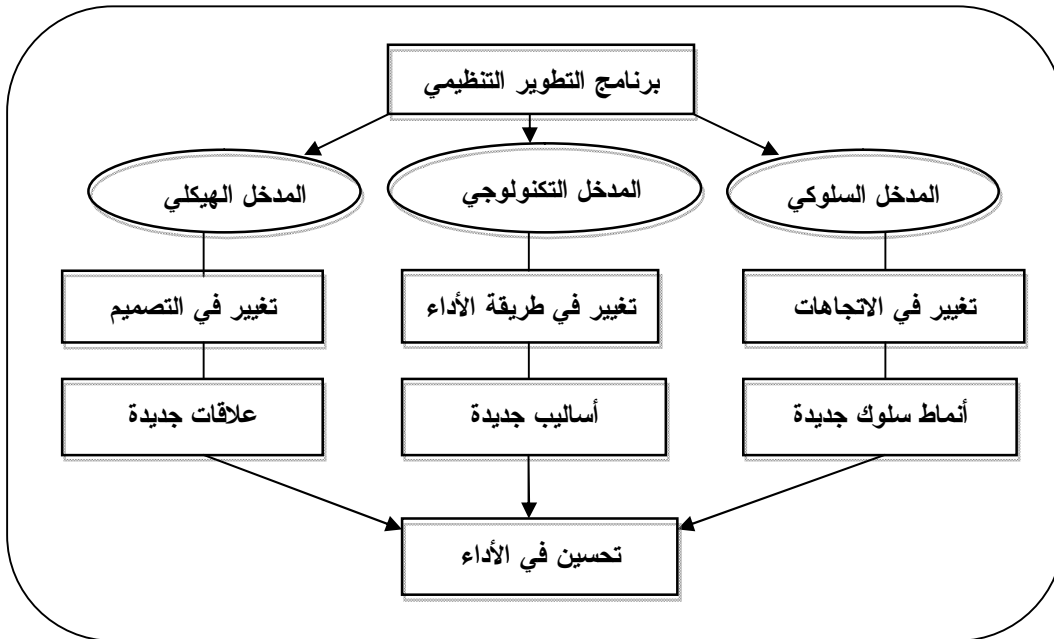 برنامج التطوير التنظيمي
المدخل السلوكي
المدخل التكنولوجي
المدخل الهيكلي
تغيير في الاتجاهات
تغيير في طريقة الأداء
تغيير في التصميم
أنماط سلوك جديدة
أساليب جديدة
علاقات جديدة
تحسين في الأداء